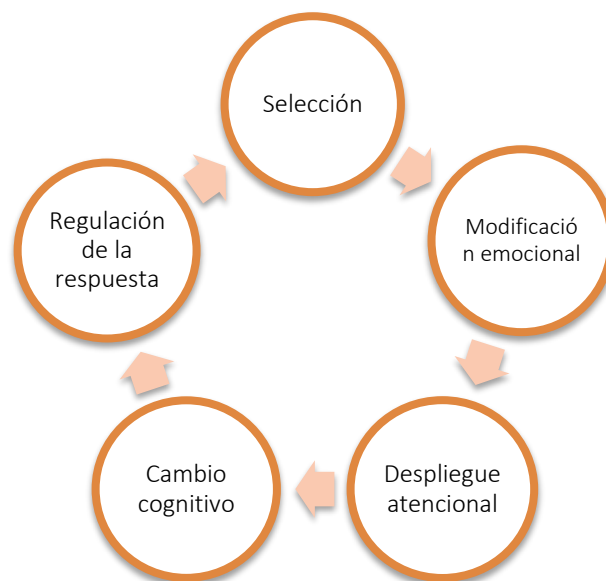 Selección
Modificació
n emocional
Despliegue
atencional
Cambio
cognitivo
Regulación
de la
respuesta